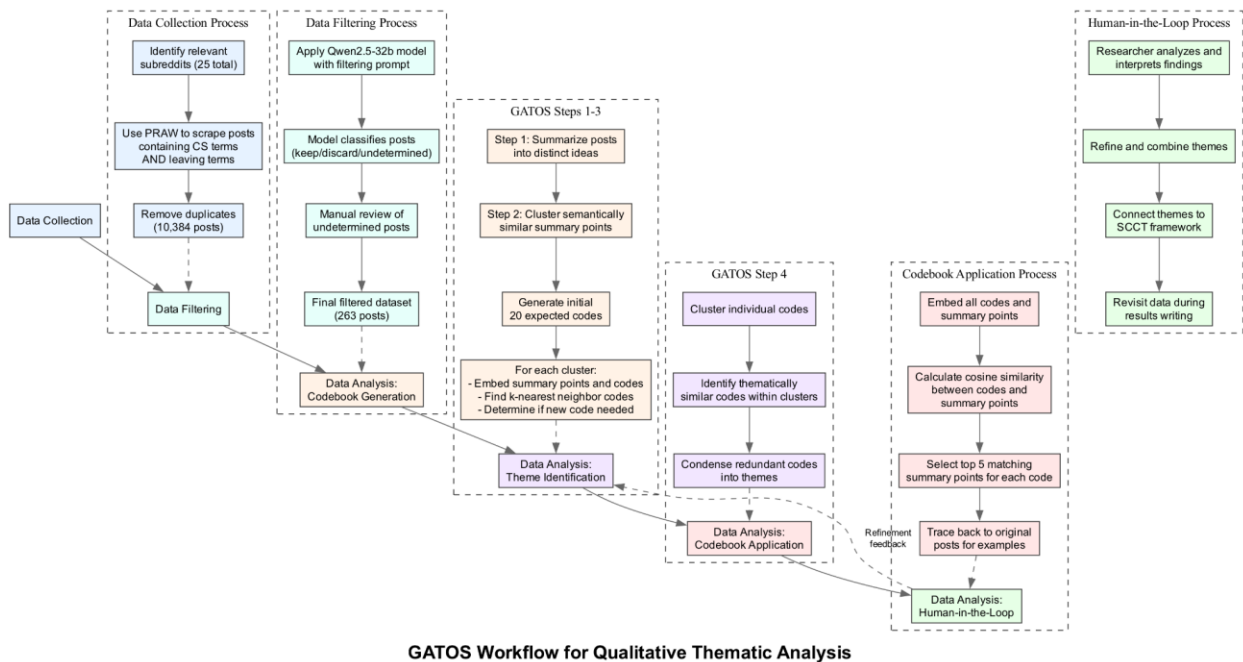 Data Collection Process
Identify relevant
subreddits (25 total)
Use PRAW to scrape posts
containing CS terms
AND leaving terms
Remove duplicates
(10,384 posts)
Data Collection
Data Filtering
Data Filtering Process
Apply Qwen2.5-32b model
with filtering prompt
Model classifies posts
(keep/discard/undetermined)
Manual review of
undetermined posts
Final filtered dataset
(263 posts)
Data Analysis:
Codebook Generation
GATOS Steps 1-3
Step 1: Summarize posts
into distinct ideas
Step 2: Cluster semantically
similar summary points
Generate initial
20 expected codes
For each cluster:
- Embed summary points and codes
- Find k-nearest neighbor codes
- Determine if new code needed
Data Analysis:
Theme Identification
GATOS Step 4
Cluster individual codes
Identify thematically
similar codes within clusters
Condense redundant codes
into themes
Data Analysis:
Codebook Application
Refinement
feedback
Codebook Application Process
Embed all codes and
summary points
Calculate cosine similarity
between codes and
summary points
Select top 5 matching
summary points for each code
Trace back to original
posts for examples
Data Analysis:
Human-in-the-Loop
Human-in-the-Loop Process
Researcher analyzes and
interprets findings
Refine and combine themes
Connect themes to
SCCT framework
Revisit data during
results writing
GATOS Workflow for Qualitative Thematic Analysis